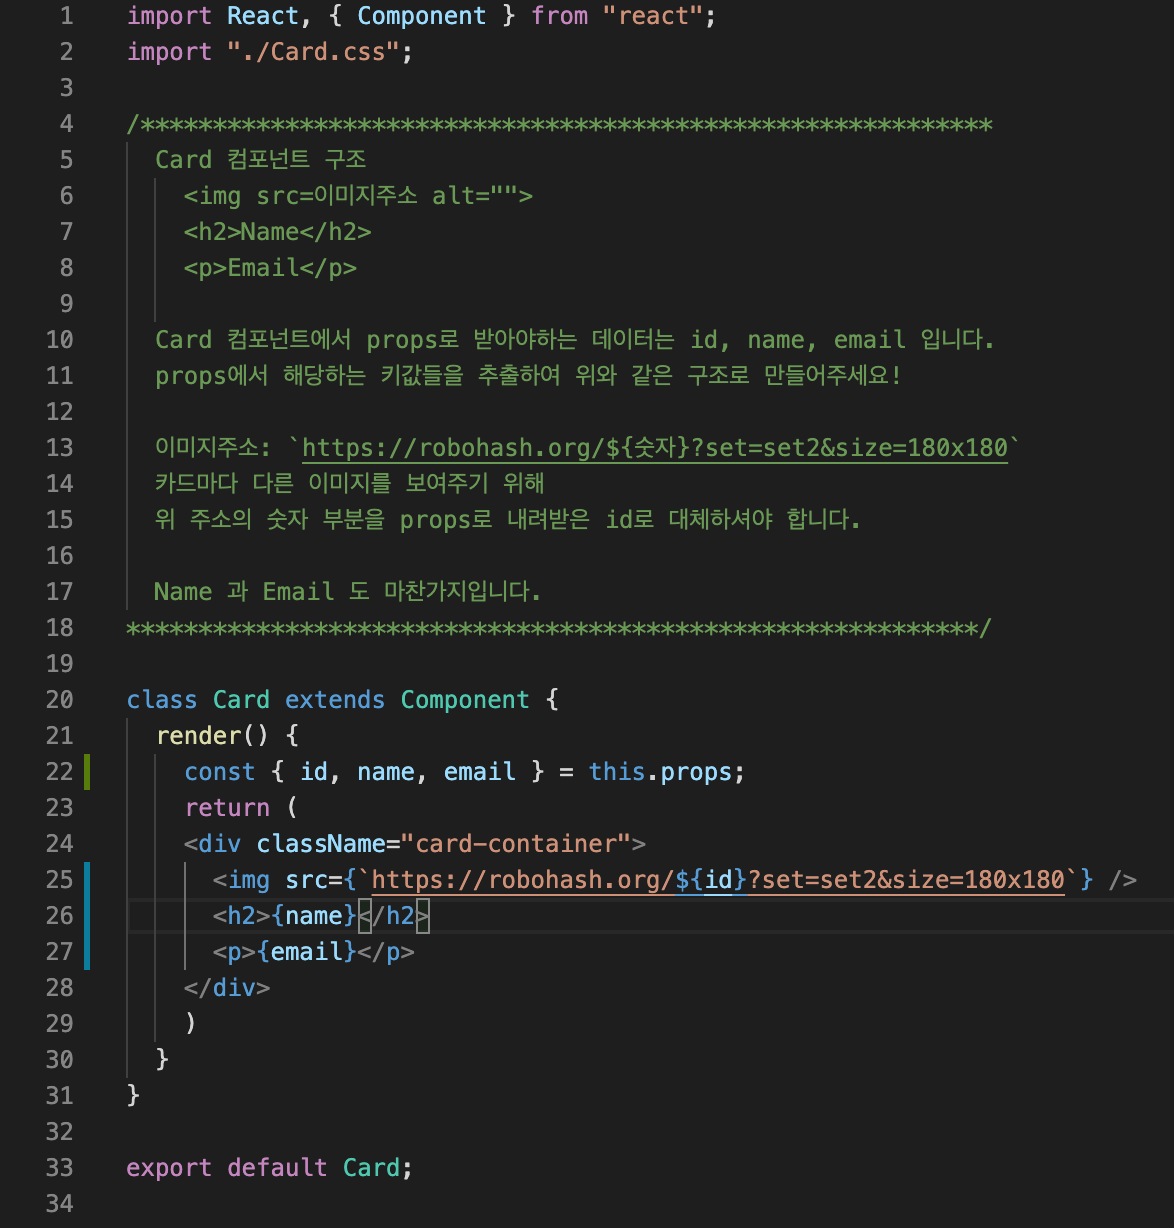 1 import React, { Component } from "react";
2 import "./Card.css";
3
4 /***********************************************************
5 Card 컴포넌트 구조
6 <img src=이미지주소 alt="">
7 <h2>Name</h2>
8 <p>Email</p>
9
10 Card 컴포넌트에서 props로 받아야하는 데이터는 id, name, email 입니다.
11 props에서 해당하는 키값들을 추출하여 위와 같은 구조로 만들어주세요!
12
13 이미지주소: `https://robohash.org/${숫자}?set=set2&size=180x180`
14 카드마다 다른 이미지를 보여주기 위해
15 위 주소의 숫자 부분을 props로 내려받은 id로 대체하셔야 합니다.
16
17 Name 과 Email 도 마찬가지입니다.
18 ***********************************************************/
19
20 class Card extends Component {
21 render() {
22 const { id, name, email } = this.props;
23 return (
24 <div className="card-container">
25 <img src={`https://robohash.org/${id}?set=set2&size=180x180`} />
26 <h2>{name}</h2>
27 <p>{email}</p>
28 </div>
29 )
30 }
31 }
32
33 export default Card;
34